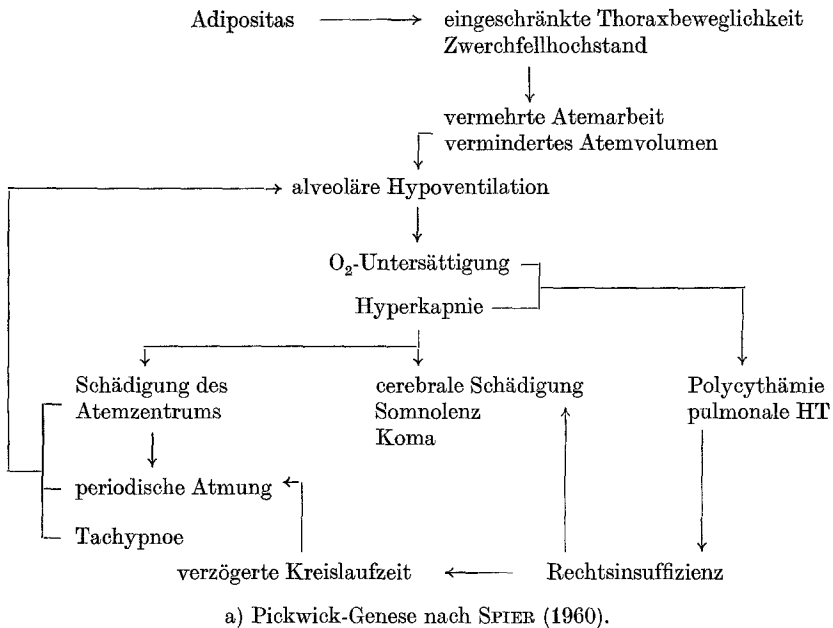 Adipositas
eingeschränkte Thoraxbeweglichkeit
Zwerchfellhochstand
vermehrte Atemarbeit
vermindertes Atemvolumen
alveoläre Hypoventilation
O₂-Untersättigung
Hyperkapnie
Schädigung des
Atemzentrums
cerebrale Schädigung
Somnolenz
Koma
Polycythämie
pulmonale HT
periodische Atmung
Tachypnoe
verzögerte Kreislaufzeit
Rechtsinsuffizienz
a) Pickwick-Genese nach SPIER (1960).